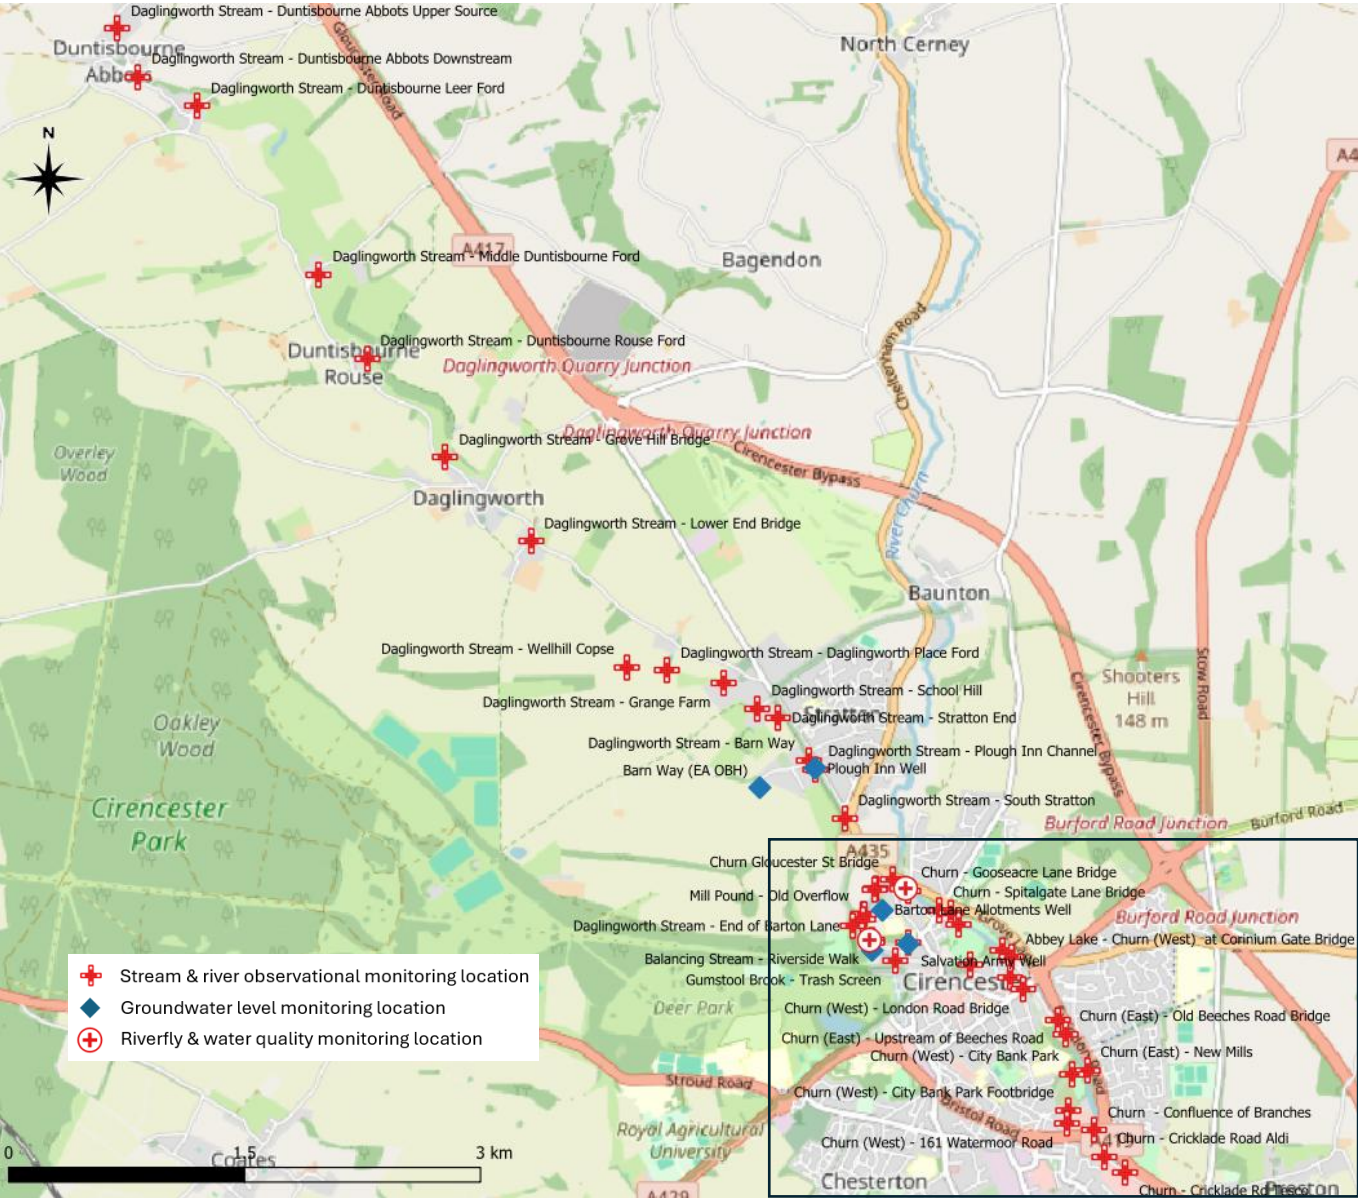 Daglingworth Stream - Duntisbourne Abbots Upper Source
Duntisbourne
Abbots
Daglingworth Stream - Duntisbourne Abbots Downstream
Daglingworth Stream - Duntisbourne Leer Ford
Gloucester Road
North Cerney
N
A4
A417
Daglingworth Stream - Middle Duntisbourne Ford
Bagendon
Daglingworth Stream - Duntisbourne Rouse Ford
Duntisbourne
Rouse
Daglingworth Quarry Junction
Cheltenham Road
Daglingworth Quarry Junction
Daglingworth Stream - Grove Hill Bridge
Cirencester Bypass
Overley
Wood
Daglingworth
River Churn
Daglingworth Stream - Lower End Bridge
Baunton
Daglingworth Stream - Wellhill Copse
Daglingworth Stream - Daglingworth Place Ford
Shooters
Hill
148 m
Stow Road
Cirencester Bypass
Daglingworth Stream - School Hill
Daglingworth Stream - Grange Farm
Stratton
Daglingworth Stream - Stratton End
Oakley
Wood
Daglingworth Stream - Barn Way
Daglingworth Stream - Plough Inn Channel
Barn Way (EA OBH)
Plough Inn Well
Cirencester
Park
Daglingworth Stream - South Stratton
Burford Road Junction
Burford Road
A435
Churn Gloucester St Bridge
Churn - Gooseacre Lane Bridge
Mill Pond - Old Overflow
Churn - Spitalgate Lane Bridge
Barton Lane Allotments Well
Burford Road Junction
Grove La
Daglingworth Stream - End of Barton Lane
Abbey Lake - Churn (West) at Corinium Gate Bridge
Balancing Stream - Riverside Walk
Salvation Army Well
Gumstool Brook - Trash Screen
Cirencester
Stream & river observational monitoring location
Groundwater level monitoring location
Riverfly & water quality monitoring location
Deer Park
Churn (West) - London Road Bridge
Churn (East) - Old Beeches Road Bridge
Churn (East) - Upstream of Beeches Road
Churn (West) - City Bank Park
Churn (East) - New Mills
Stroud Road
Churn (West) - City Bank Park Footbridge
Bristol Road
Churn - Confluence of Branches
Royal Agricultural
University
Churn (West) - 161 Watermoor Road
A419
Churn - Cricklade Road Aldi
0
1.5
3 km
Coates
Chesterton
A429
Churn - Cricklade Rd Tesco
Preston